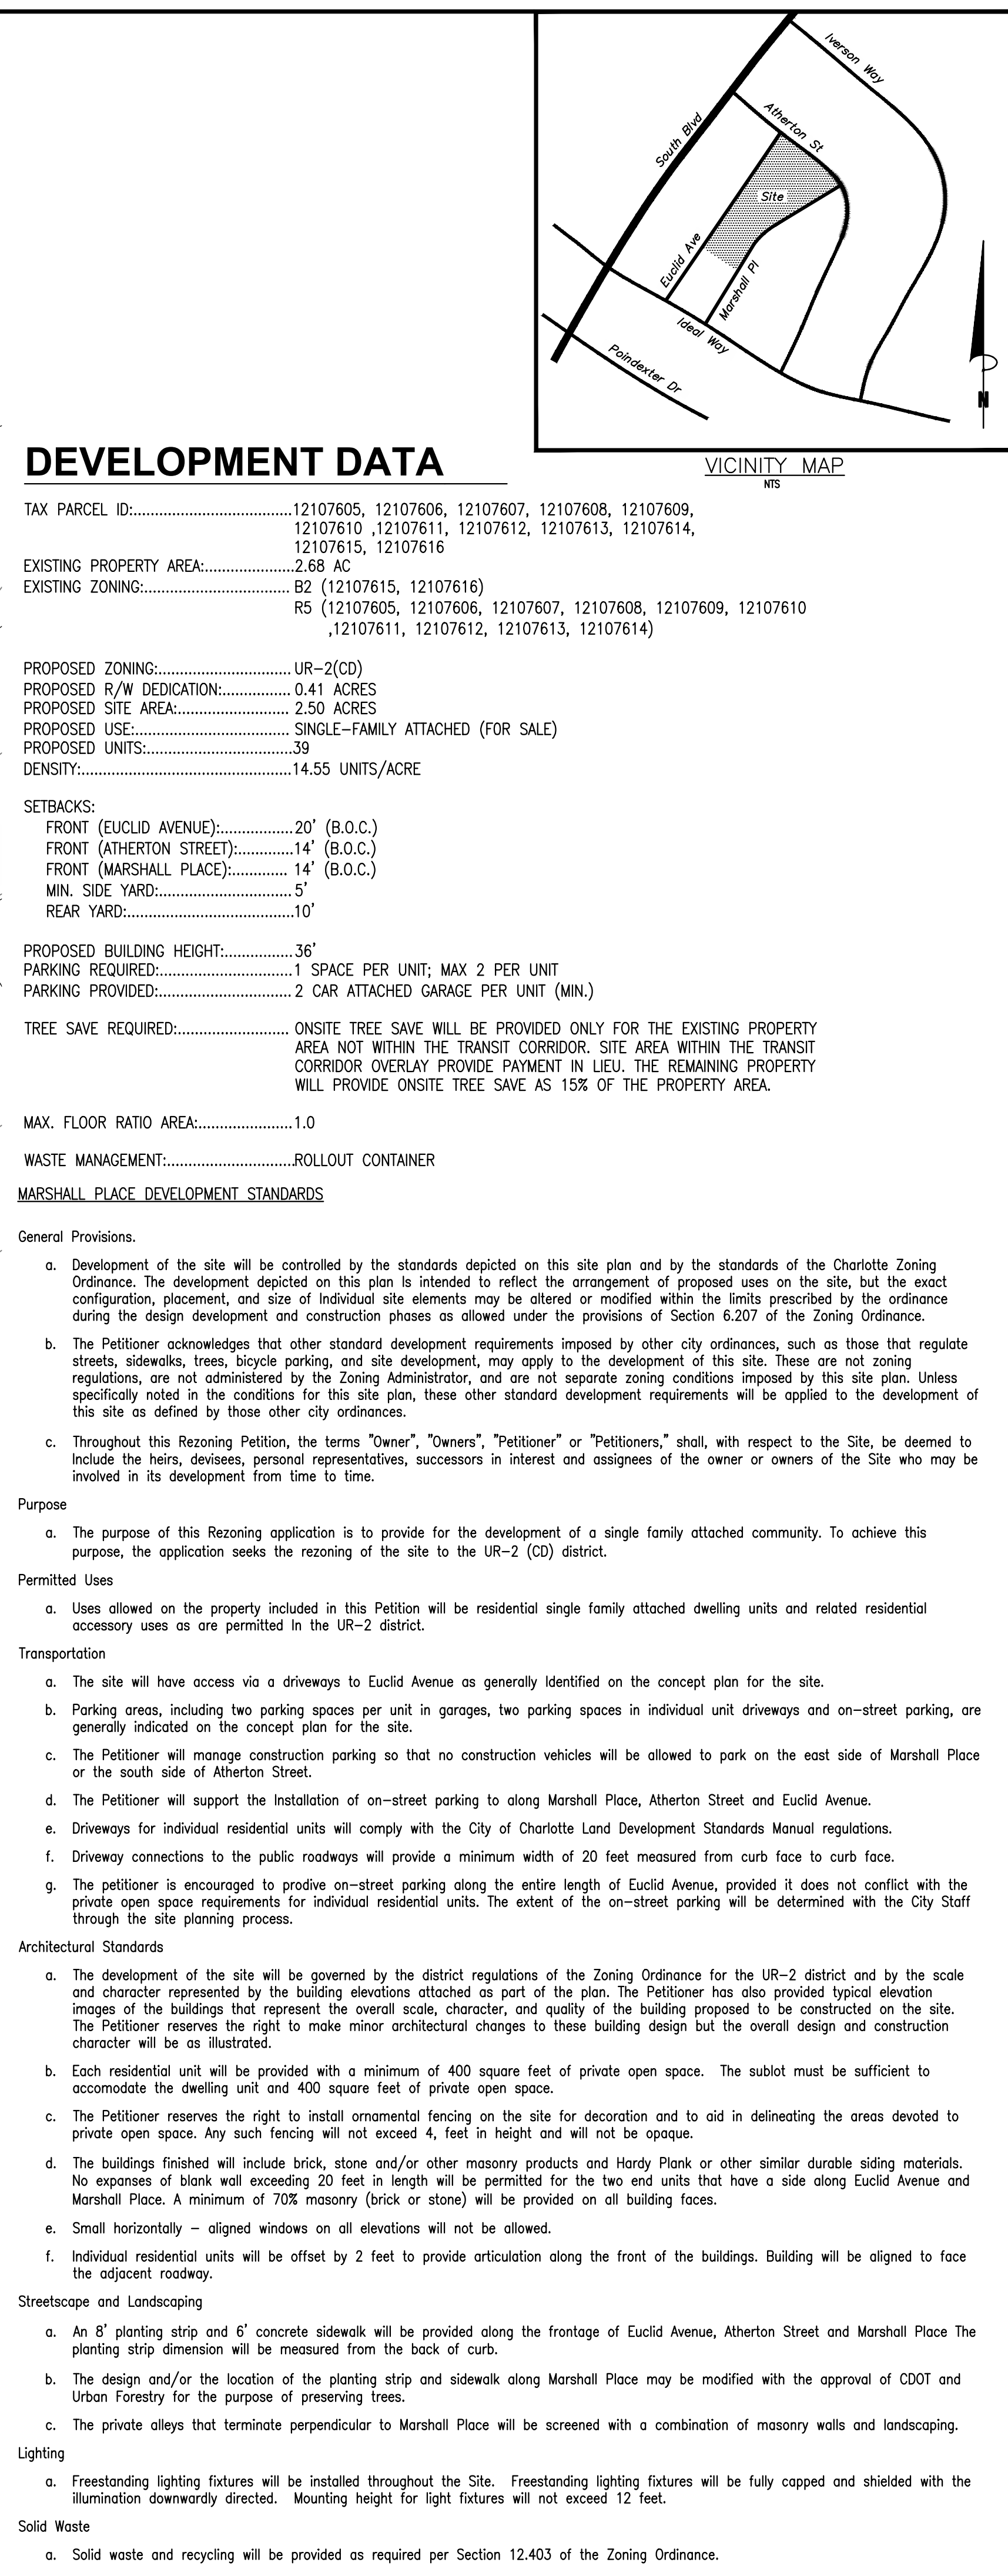 Iverson Way
Atherton St
South Blvd
Site
Euclid Ave
Marshall Pl
Ideal Way
Poindexter Dr
N
VICINITY MAP
NTS
DEVELOPMENT DATA
TAX PARCEL ID:.....................................12107605, 12107606, 12107607, 12107608, 12107609,
12107610 ,12107611, 12107612, 12107613, 12107614,
12107615, 12107616
EXISTING PROPERTY AREA:.....................2.68 AC
EXISTING ZONING:.................................. B2 (12107615, 12107616)
R5 (12107605, 12107606, 12107607, 12107608, 12107609, 12107610
,12107611, 12107612, 12107613, 12107614)
PROPOSED ZONING:............................... UR-2(CD)
PROPOSED R/W DEDICATION:................ 0.41 ACRES
PROPOSED SITE AREA:.......................... 2.50 ACRES
PROPOSED USE:.................................... SINGLE-FAMILY ATTACHED (FOR SALE)
PROPOSED UNITS:..................................39
DENSITY:.................................................14.55 UNITS/ACRE
SETBACKS:
FRONT (EUCLID AVENUE):.................20' (B.O.C.)
FRONT (ATHERTON STREET):.............14' (B.O.C.)
FRONT (MARSHALL PLACE):............. 14' (B.O.C.)
MIN. SIDE YARD:...............................5'
REAR YARD:.......................................10'
PROPOSED BUILDING HEIGHT:................36'
PARKING REQUIRED:...............................1 SPACE PER UNIT; MAX 2 PER UNIT
PARKING PROVIDED:............................... 2 CAR ATTACHED GARAGE PER UNIT (MIN.)
TREE SAVE REQUIRED:.......................... ONSITE TREE SAVE WILL BE PROVIDED ONLY FOR THE EXISTING PROPERTY
AREA NOT WITHIN THE TRANSIT CORRIDOR. SITE AREA WITHIN THE TRANSIT
CORRIDOR OVERLAY PROVIDE PAYMENT IN LIEU. THE REMAINING PROPERTY
WILL PROVIDE ONSITE TREE SAVE AS 15% OF THE PROPERTY AREA.
MAX. FLOOR RATIO AREA:......................1.0
WASTE MANAGEMENT:..............................ROLLOUT CONTAINER
MARSHALL PLACE DEVELOPMENT STANDARDS
General Provisions.
a. Development of the site will be controlled by the standards depicted on this site plan and by the standards of the Charlotte Zoning
Ordinance. The development depicted on this plan Is intended to reflect the arrangement of proposed uses on the site, but the exact
configuration, placement, and size of Individual site elements may be altered or modified within the limits prescribed by the ordinance
during the design development and construction phases as allowed under the provisions of Section 6.207 of the Zoning Ordinance.
b. The Petitioner acknowledges that other standard development requirements imposed by other city ordinances, such as those that regulate
streets, sidewalks, trees, bicycle parking, and site development, may apply to the development of this site. These are not zoning
regulations, are not administered by the Zoning Administrator, and are not separate zoning conditions imposed by this site plan. Unless
specifically noted in the conditions for this site plan, these other standard development requirements will be applied to the development of
this site as defined by those other city ordinances.
c. Throughout this Rezoning Petition, the terms "Owner", "Owners", "Petitioner" or "Petitioners," shall, with respect to the Site, be deemed to
Include the heirs, devisees, personal representatives, successors in interest and assignees of the owner or owners of the Site who may be
involved in its development from time to time.
Purpose
a. The purpose of this Rezoning application is to provide for the development of a single family attached community. To achieve this
purpose, the application seeks the rezoning of the site to the UR-2 (CD) district.
Permitted Uses
a. Uses allowed on the property included in this Petition will be residential single family attached dwelling units and related residential
accessory uses as are permitted In the UR-2 district.
Transportation
a. The site will have access via a driveways to Euclid Avenue as generally Identified on the concept plan for the site.
b. Parking areas, including two parking spaces per unit in garages, two parking spaces in individual unit driveways and on-street parking, are
generally indicated on the concept plan for the site.
c. The Petitioner will manage construction parking so that no construction vehicles will be allowed to park on the east side of Marshall Place
or the south side of Atherton Street.
d. The Petitioner will support the Installation of on-street parking to along Marshall Place, Atherton Street and Euclid Avenue.
e. Driveways for individual residential units will comply with the City of Charlotte Land Development Standards Manual regulations.
f. Driveway connections to the public roadways will provide a minimum width of 20 feet measured from curb face to curb face.
g. The petitioner is encouraged to prodive on-street parking along the entire length of Euclid Avenue, provided it does not conflict with the
private open space requirements for individual residential units. The extent of the on-street parking will be determined with the City Staff
through the site planning process.
Architectural Standards
a. The development of the site will be governed by the district regulations of the Zoning Ordinance for the UR-2 district and by the scale
and character represented by the building elevations attached as part of the plan. The Petitioner has also provided typical elevation
images of the buildings that represent the overall scale, character, and quality of the building proposed to be constructed on the site.
The Petitioner reserves the right to make minor architectural changes to these building design but the overall design and construction
character will be as illustrated.
b. Each residential unit will be provided with a minimum of 400 square feet of private open space. The sublot must be sufficient to
accomodate the dwelling unit and 400 square feet of private open space.
c. The Petitioner reserves the right to install ornamental fencing on the site for decoration and to aid in delineating the areas devoted to
private open space. Any such fencing will not exceed 4, feet in height and will not be opaque.
d. The buildings finished will include brick, stone and/or other masonry products and Hardy Plank or other similar durable siding materials.
No expanses of blank wall exceeding 20 feet in length will be permitted for the two end units that have a side along Euclid Avenue and
Marshall Place. A minimum of 70% masonry (brick or stone) will be provided on all building faces.
e. Small horizontally - aligned windows on all elevations will not be allowed.
f. Individual residential units will be offset by 2 feet to provide articulation along the front of the buildings. Building will be aligned to face
the adjacent roadway.
Streetscape and Landscaping
a. An 8' planting strip and 6' concrete sidewalk will be provided along the frontage of Euclid Avenue, Atherton Street and Marshall Place The
planting strip dimension will be measured from the back of curb.
b. The design and/or the location of the planting strip and sidewalk along Marshall Place may be modified with the approval of CDOT and
Urban Forestry for the purpose of preserving trees.
c. The private alleys that terminate perpendicular to Marshall Place will be screened with a combination of masonry walls and landscaping.
Lighting
a. Freestanding lighting fixtures will be installed throughout the Site. Freestanding lighting fixtures will be fully capped and shielded with the
illumination downwardly directed. Mounting height for light fixtures will not exceed 12 feet.
Solid Waste
a. Solid waste and recycling will be provided as required per Section 12.403 of the Zoning Ordinance.